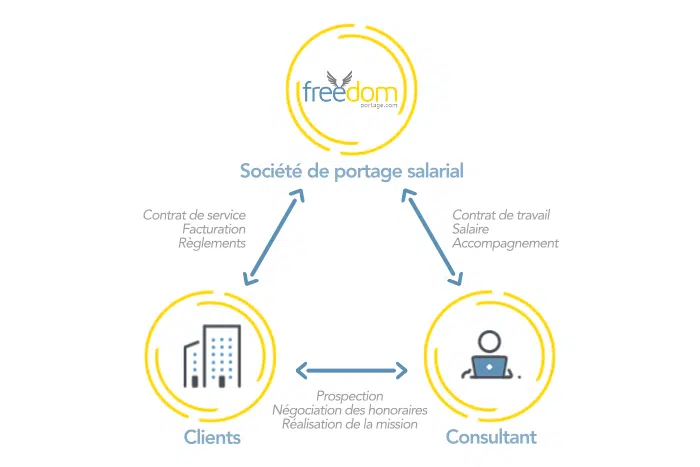 freedom
portage.com
Société de portage salarial
Contrat de service
Facturation
Règlements
Contrat de travail
Salaire
Accompagnement
Prospection
Négociation des honoraires
Réalisation de la mission
Clients
Consultant